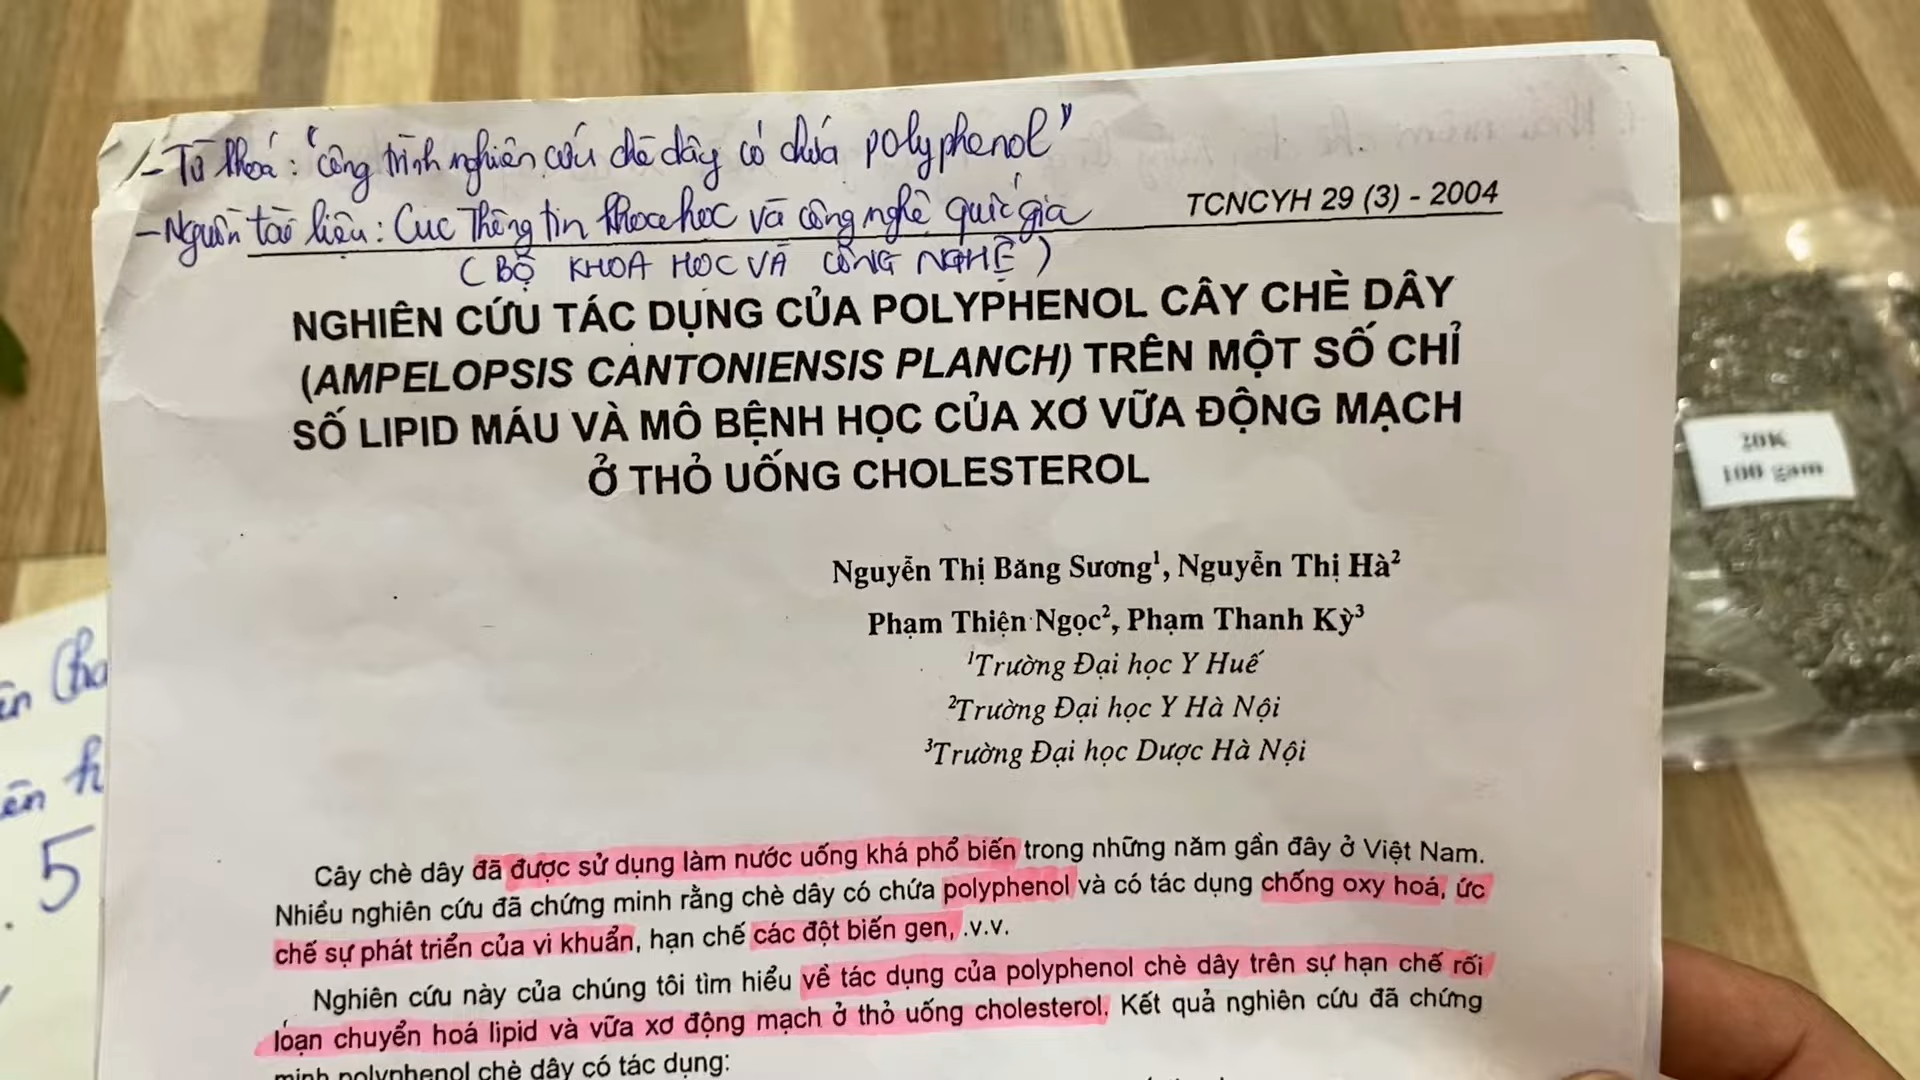 - Từ khoá: "công trình nghiên cứu chè dây có chứa polyphenol"
- Nguồn tài liệu: Cục Thông tin khoa học và công nghệ quốc gia
(BỘ KHOA HỌC VÀ CÔNG NGHỆ)
TCNCYH 29 (3) - 2004
NGHIÊN CỨU TÁC DỤNG CỦA POLYPHENOL CÂY CHÈ DÂY
(AMPELOPSIS CANTONIENSIS PLANCH) TRÊN MỘT SỐ CHỈ
SỐ LIPID MÁU VÀ MÔ BỆNH HỌC CỦA XƠ VỮA ĐỘNG MẠCH
Ở THỎ UỐNG CHOLESTEROL
Nguyễn Thị Băng Sương¹, Nguyễn Thị Hà²
Phạm Thiện Ngọc², Phạm Thanh Kỳ³
¹Trường Đại học Y Huế
²Trường Đại học Y Hà Nội
³Trường Đại học Dược Hà Nội
Cây chè dây đã được sử dụng làm nước uống khá phổ biến trong những năm gần đây ở Việt Nam.
Nhiều nghiên cứu đã chứng minh rằng chè dây có chứa polyphenol và có tác dụng chống oxy hoá, ức
chế sự phát triển của vi khuẩn, hạn chế các đột biến gen, .v.v.
Nghiên cứu này của chúng tôi tìm hiểu về tác dụng của polyphenol chè dây trên sự hạn chế rối
loạn chuyển hoá lipid và vữa xơ động mạch ở thỏ uống cholesterol. Kết quả nghiên cứu đã chứng
minh polyphenol chè dây có tác dụng:
20K
100 gam
5